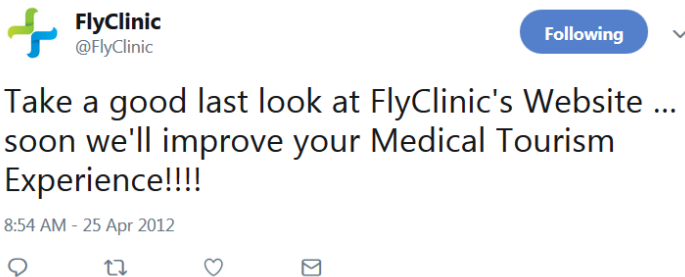 FlyClinic
@FlyClinic
Following
Take a good last look at FlyClinic's Website ...
soon we'll improve your Medical Tourism
Experience!!!!
8:54 AM - 25 Apr 2012